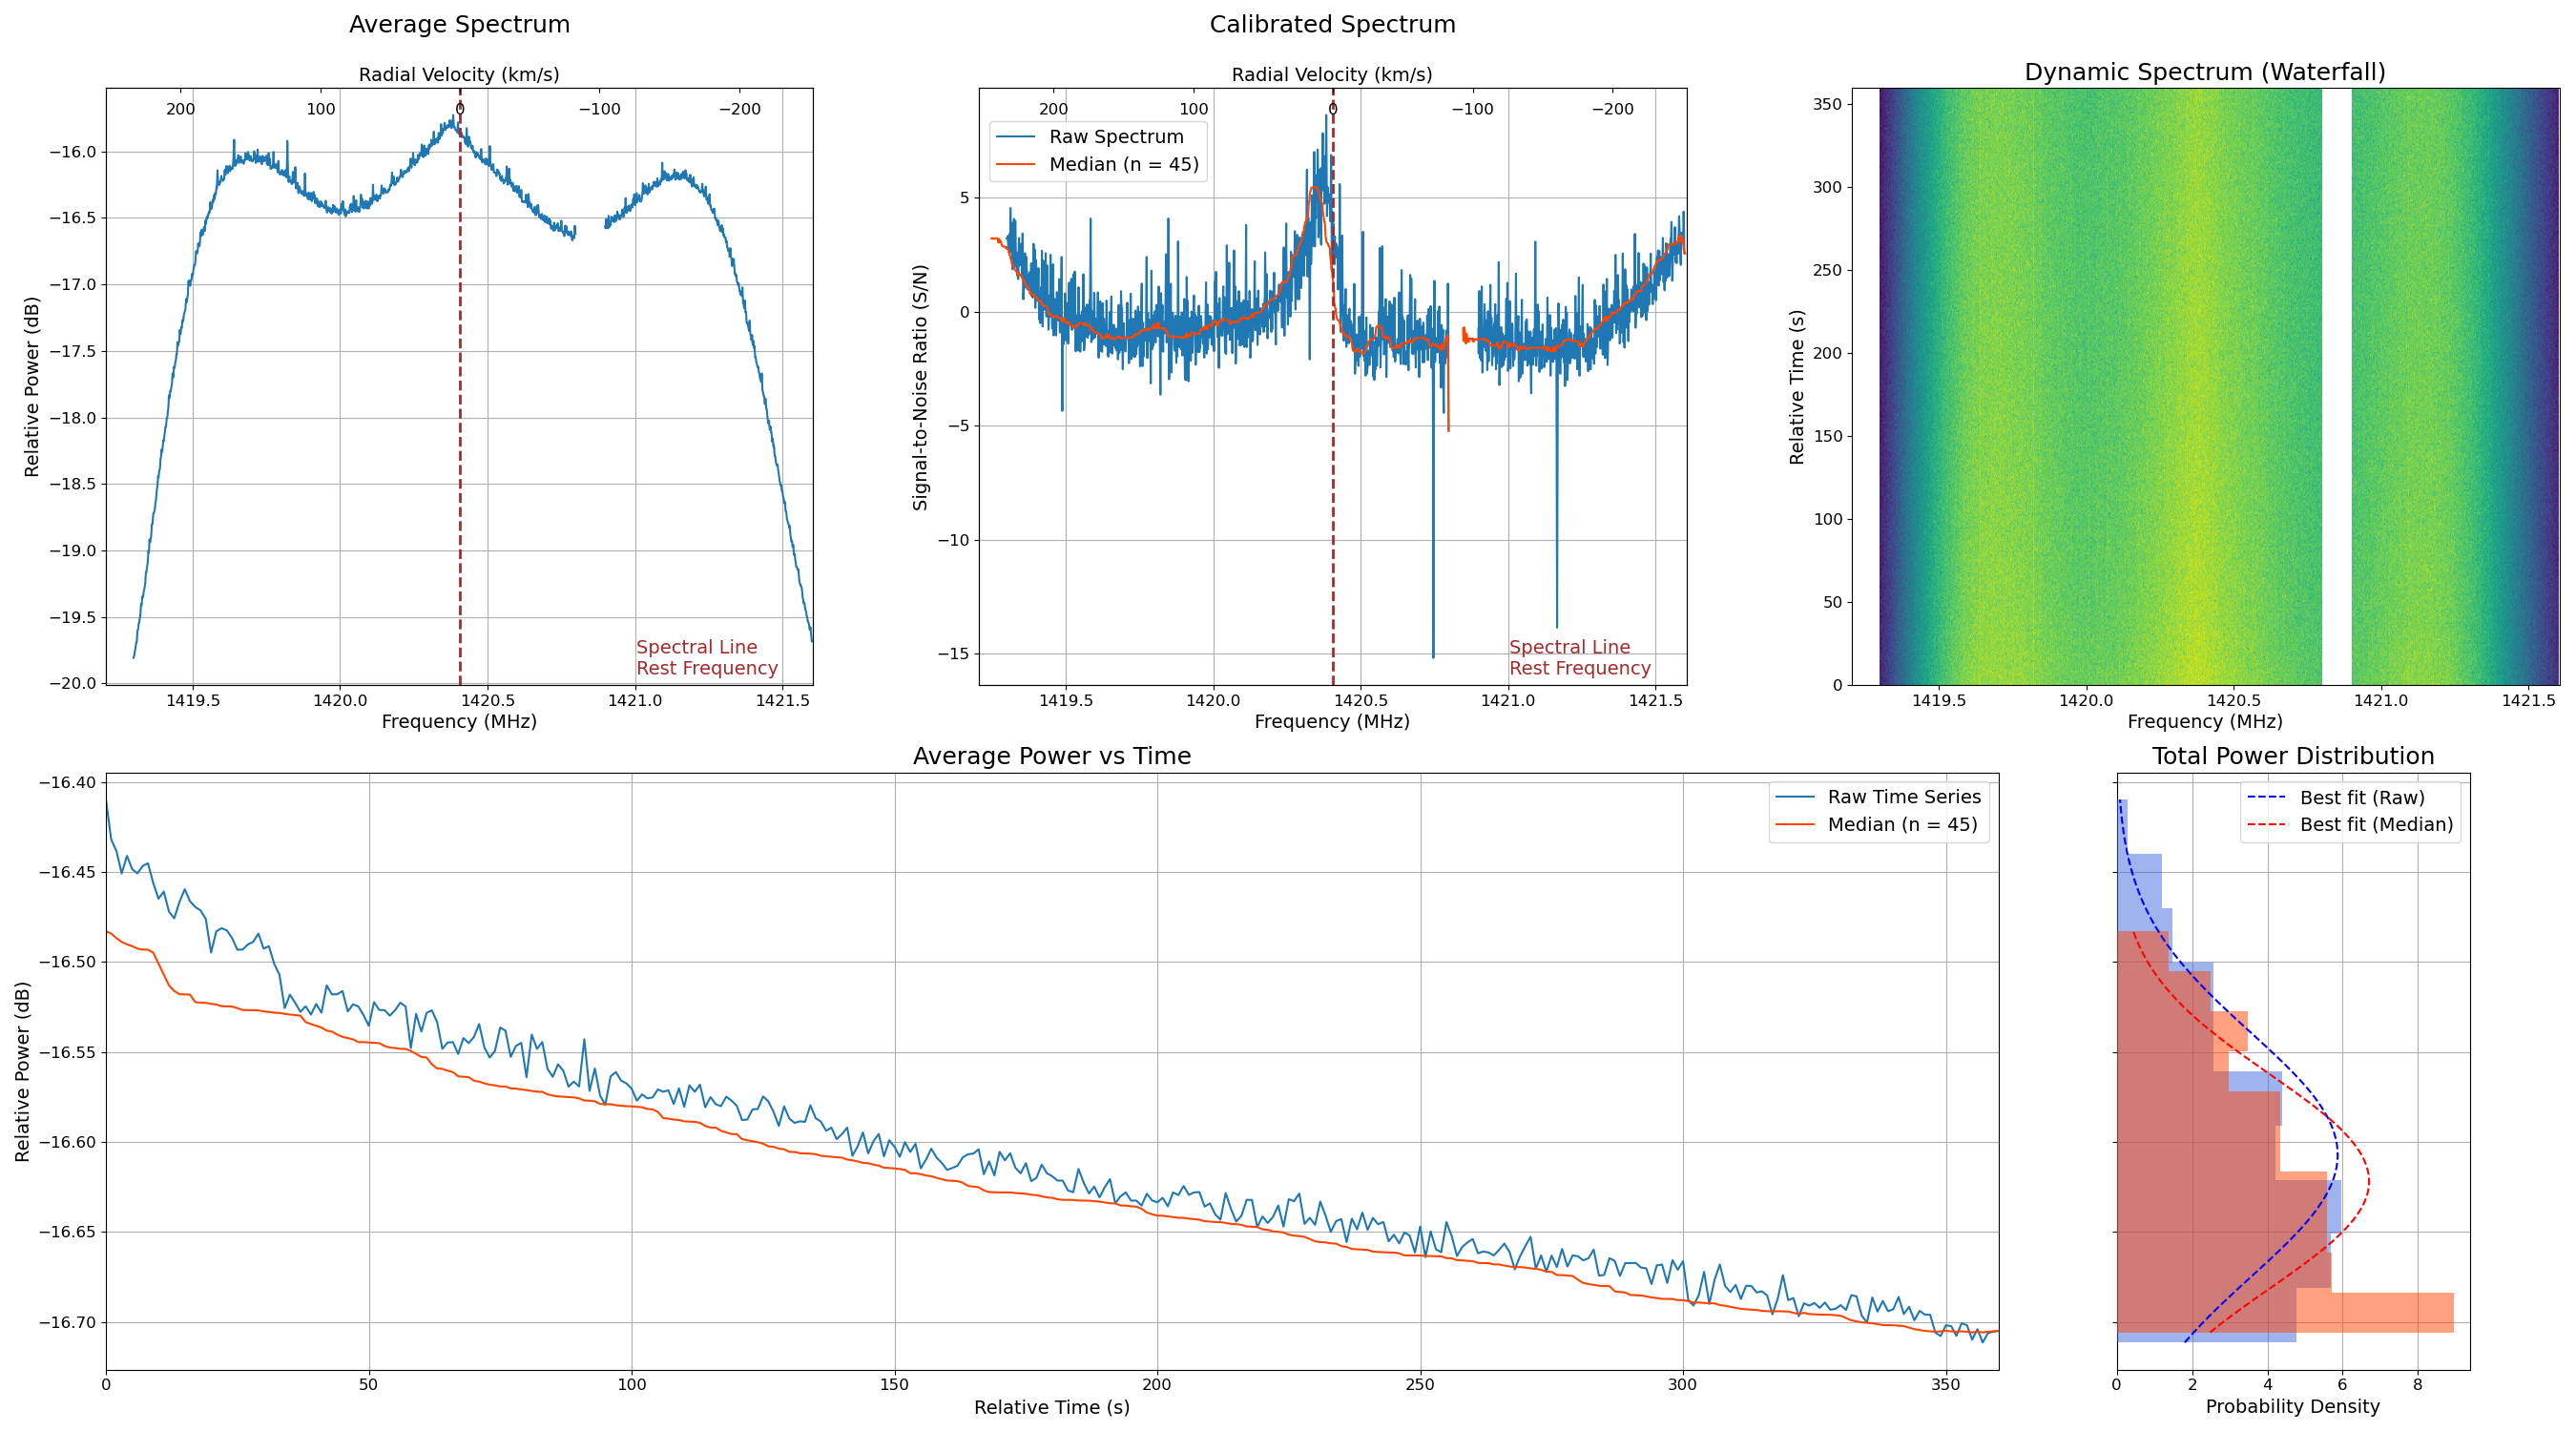 Average Spectrum
Radial Velocity (km/s)
200 100 0 −100 −200
−16.0
−16.5
−17.0
−17.5
−18.0
−18.5
−19.0
−19.5
−20.0
Relative Power (dB)
Spectral Line
Rest Frequency
1419.5 1420.0 1420.5 1421.0 1421.5
Frequency (MHz)
Calibrated Spectrum
Radial Velocity (km/s)
200 100 0 −100 −200
Raw Spectrum
Median (n = 45)
5
0
−5
−10
−15
Signal-to-Noise Ratio (S/N)
Spectral Line
Rest Frequency
1419.5 1420.0 1420.5 1421.0 1421.5
Frequency (MHz)
Dynamic Spectrum (Waterfall)
350
300
250
200
150
100
50
0
Relative Time (s)
1419.5 1420.0 1420.5 1421.0 1421.5
Frequency (MHz)
Average Power vs Time
−16.40
−16.45
−16.50
−16.55
−16.60
−16.65
−16.70
Relative Power (dB)
Raw Time Series
Median (n = 45)
0 50 100 150 200 250 300 350
Relative Time (s)
Total Power Distribution
Best fit (Raw)
Best fit (Median)
0 2 4 6 8
Probability Density